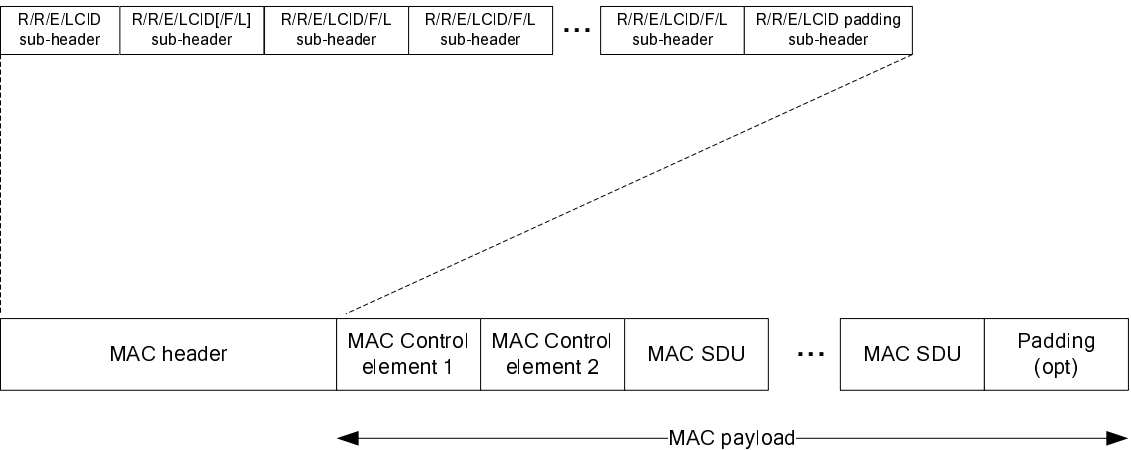 R/R/E/LCID
sub-header
R/R/E/LCID[/F/L]
sub-header
R/R/E/LCID/F/L
sub-header
R/R/E/LCID/F/L
sub-header
...
R/R/E/LCID/F/L
sub-header
R/R/E/LCID padding
sub-header
MAC header
MAC Control
element 1
MAC Control
element 2
MAC SDU
...
MAC SDU
Padding
(opt)
MAC payload